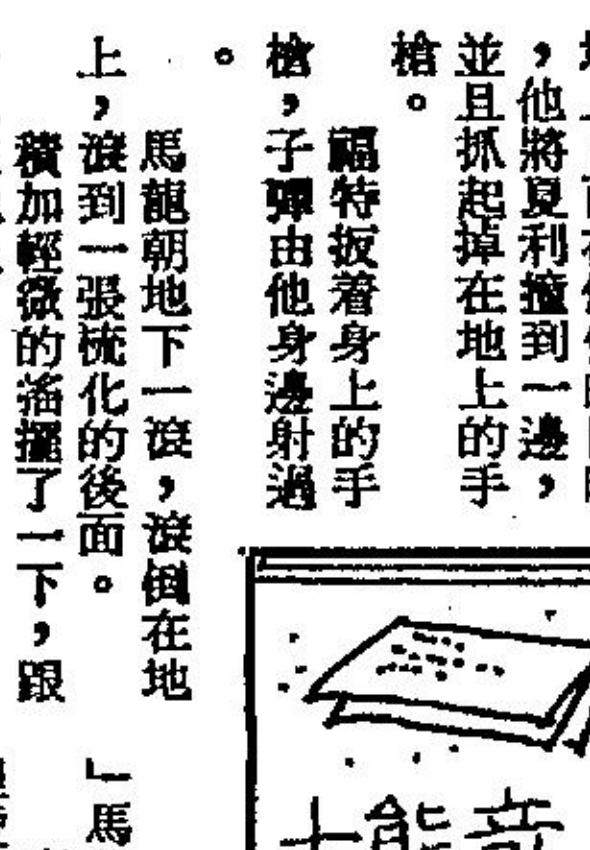 ，他將夏利撞到一邊，
並且抓起掉在地上的手
槍。
福特扳着身上的手
槍，子彈由他身邊射過
。
馬龍朝地下一滾，滾倒在地
上，滾到一張梳化的後面。
積加輕微的搖擺了一下，跟
」馬